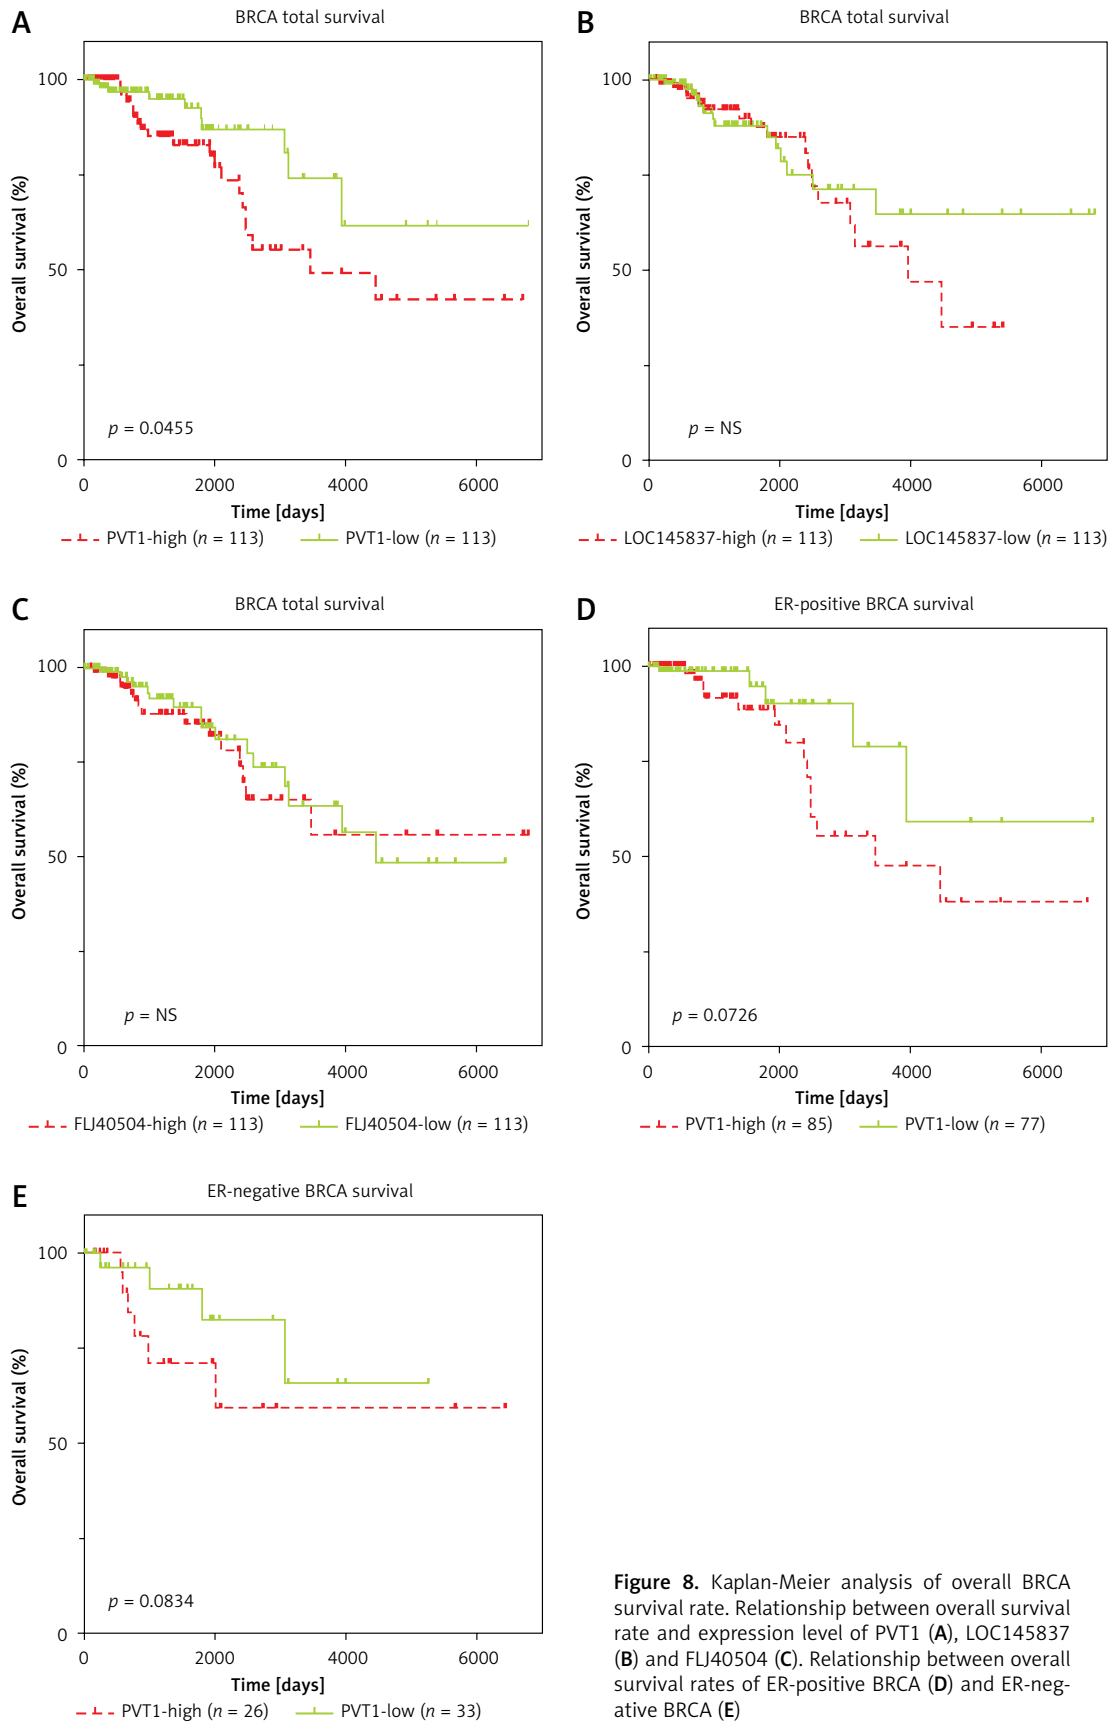 A
BRCA total survival
Overall survival (%)
100
50
0
p = 0.0455
0 2000 4000 6000
Time [days]
PVT1-high (n = 113) PVT1-low (n = 113)
B
BRCA total survival
Overall survival (%)
100
50
0
p = NS
0 2000 4000 6000
Time [days]
LOC145837-high (n = 113) LOC145837-low (n = 113)
C
BRCA total survival
Overall survival (%)
100
50
0
p = NS
0 2000 4000 6000
Time [days]
FLJ40504-high (n = 113) FLJ40504-low (n = 113)
D
ER-positive BRCA survival
Overall survival (%)
100
50
0
p = 0.0726
0 2000 4000 6000
Time [days]
PVT1-high (n = 85) PVT1-low (n = 77)
E
ER-negative BRCA survival
Overall survival (%)
100
50
0
p = 0.0834
0 2000 4000 6000
Time [days]
PVT1-high (n = 26) PVT1-low (n = 33)
Figure 8. Kaplan-Meier analysis of overall BRCA
survival rate. Relationship between overall survival
rate and expression level of PVT1 (A), LOC145837
(B) and FLJ40504 (C). Relationship between overall
survival rates of ER-positive BRCA (D) and ER-neg-
ative BRCA (E)